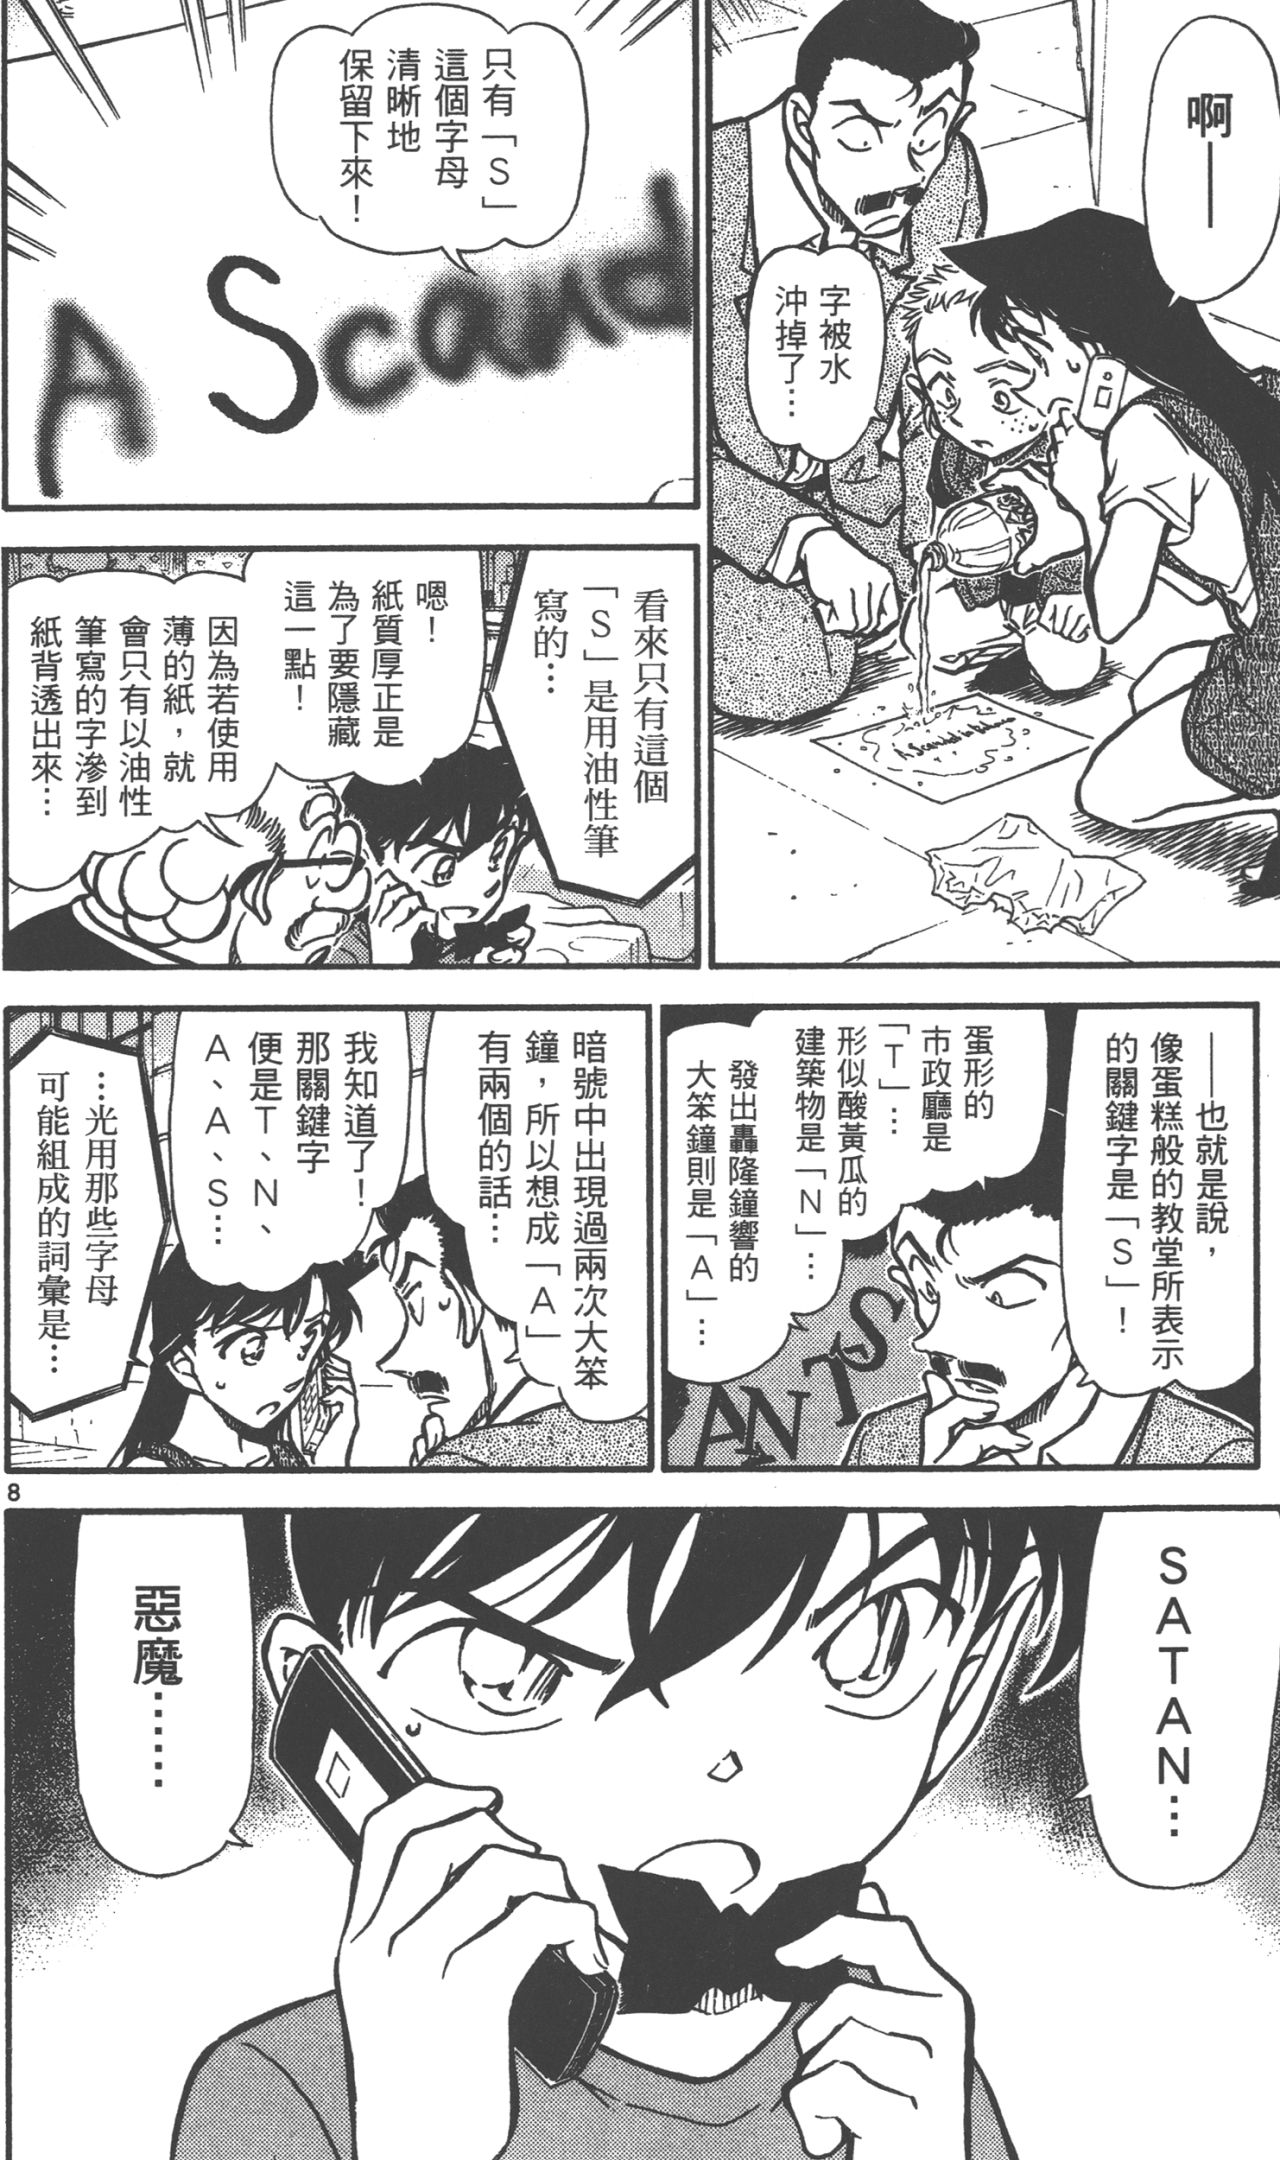 啊——
字被水
沖掉了…
A Scandal in Bohemia
只有「S」
這個字母
清晰地
保留下來！
A Scand
看來只有這個
「S」是用油性筆
寫的…
嗯！
紙質厚正是
為了要隱藏
這一點！
因為若使用
薄的紙，就
會只有以油性
筆寫的字滲到
紙背透出來…
——也就是說，
像蛋糕般的教堂所表示
的關鍵字是「S」！
蛋形的
市政廳是
「T」…
形似酸黃瓜的
建築物是「N」…
發出轟隆鐘響的
大笨鐘則是「A」…
ANTS
暗號中出現過兩次大笨
鐘，所以想成「A」
有兩個的話…
我知道了！
那關鍵字
便是T、N、
A、A、S…
…光用那些字母
可能組成的詞彙是…
8
SATAN…
惡魔……